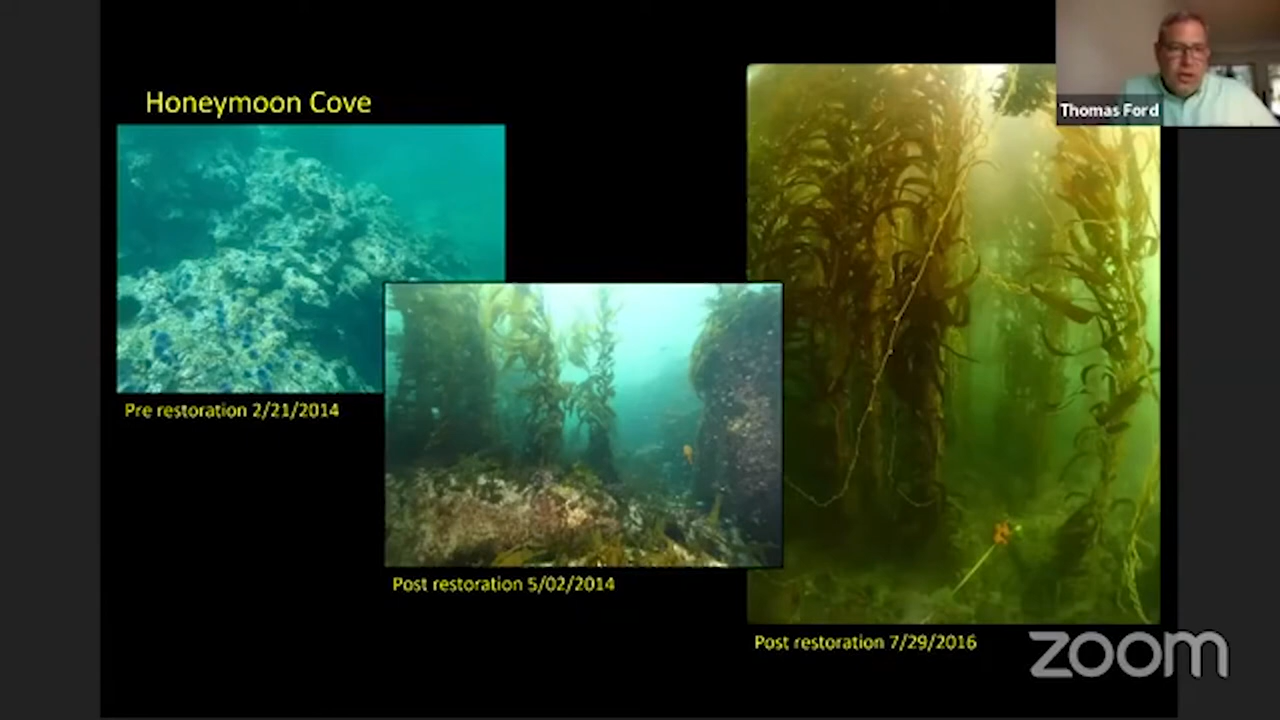 Honeymoon Cove
Thomas Ford
Pre restoration 2/21/2014
Post restoration 5/02/2014
Post restoration 7/29/2016
zoom